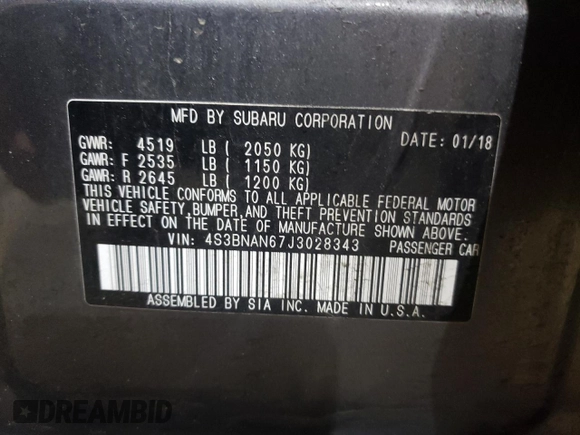 MFD BY SUBARU CORPORATION
GVWR: 4519 LB ( 2050 KG) DATE: 01/18
GAWR: F 2535 LB ( 1150 KG)
GAWR: R 2645 LB ( 1200 KG)
THIS VEHICLE CONFORMS TO ALL APPLICABLE FEDERAL MOTOR
VEHICLE SAFETY, BUMPER, AND THEFT PREVENTION STANDARDS
IN EFFECT ON THE DATE OF MANUFACTURE SHOWN ABOVE.
VIN: 4S3BNAN67J3028343 PASSENGER CAR
ASSEMBLED BY SIA INC. MADE IN U.S.A.
DREAMBID